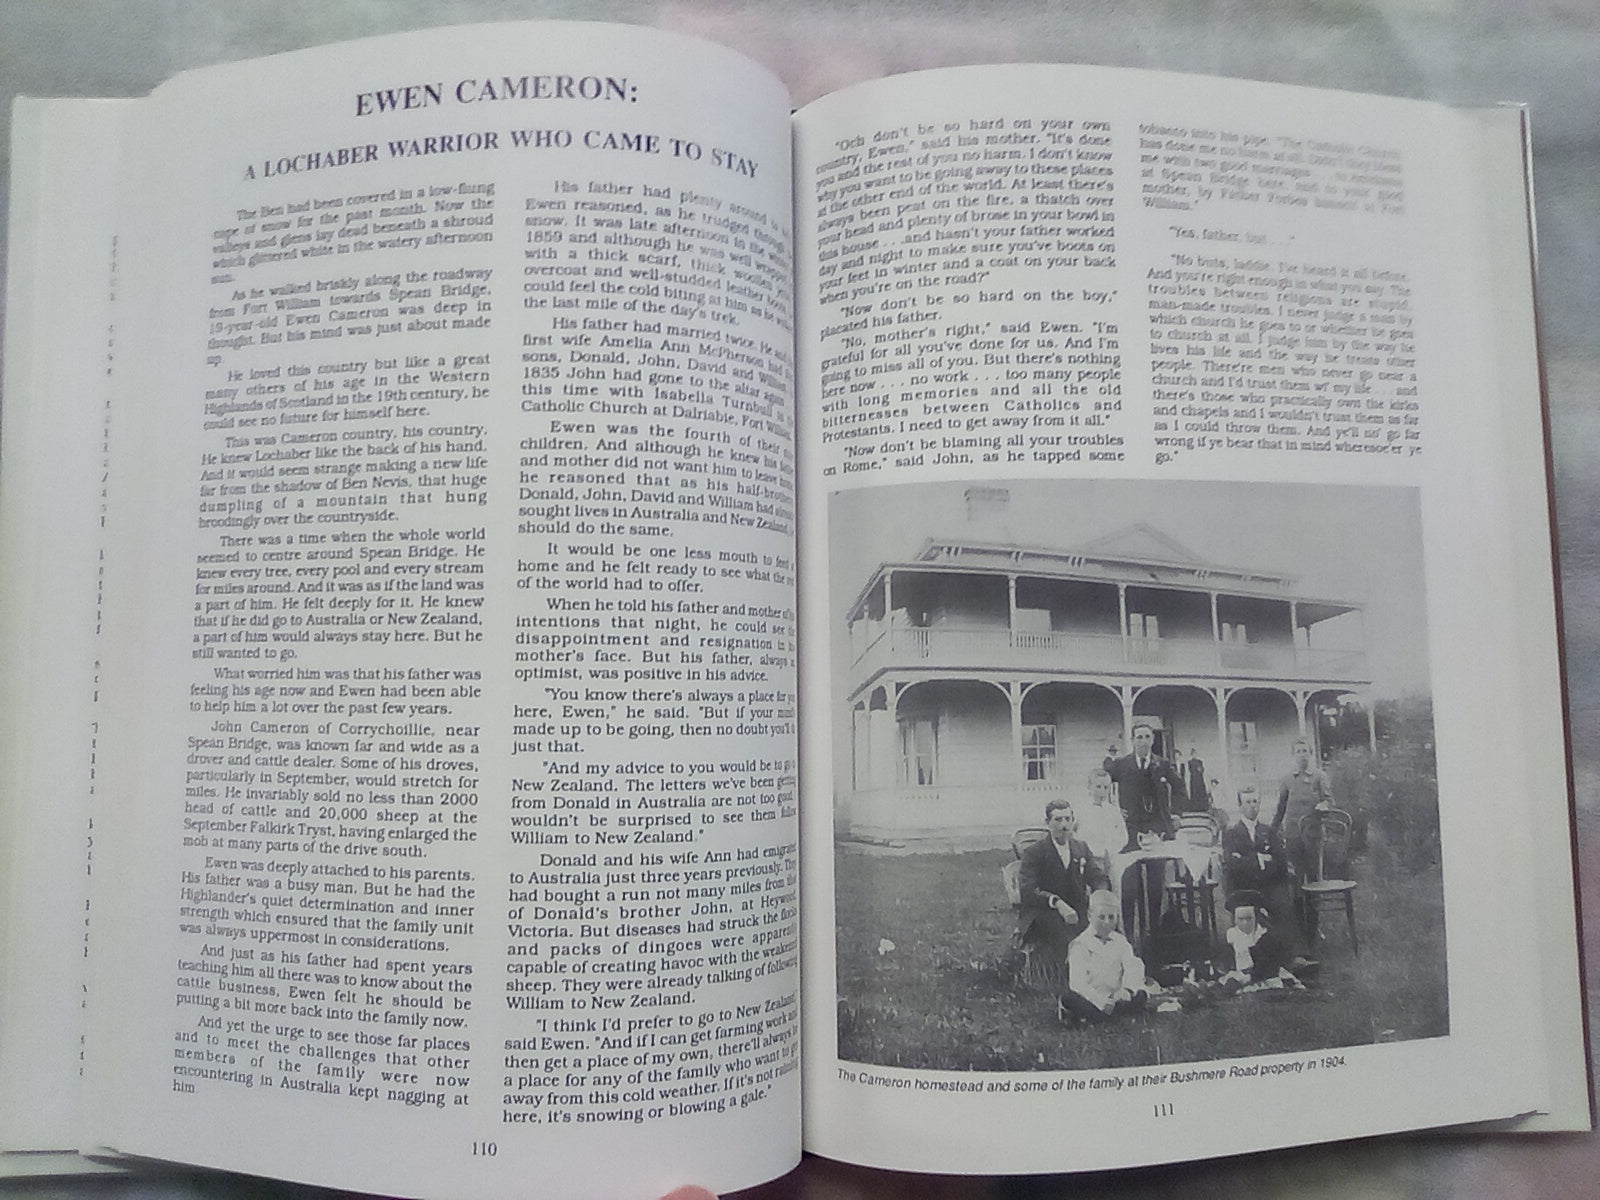 EWEN CAMERON:
A LOCHABER WARRIOR WHO CAME TO STAY
The Ben had been covered in a low-flung
cape of snow for the past month. Now the
valleys and glens lay dead beneath a shroud
which glittered white in the watery afternoon
sun.
As he walked briskly along the roadway
from Fort William towards Spean Bridge,
19-year-old Ewen Cameron was deep in
thought. But his mind was just about made
up.
He loved this country but like a great
many others of his age in the Western
Highlands of Scotland in the 19th century, he
could see no future for himself here.
This was Cameron country, his country.
He knew Lochaber like the back of his hand.
And it would seem strange making a new life
far from the shadow of Ben Nevis, that huge
dumpling of a mountain that hung
broodingly over the countryside.
There was a time when the whole world
seemed to centre around Spean Bridge. He
knew every tree, every pool and every stream
for miles around. And it was as if the land was
a part of him. He felt deeply for it. He knew
that if he did go to Australia or New Zealand,
a part of him would always stay here. But he
still wanted to go.
What worried him was that his father was
feeling his age now and Ewen had been able
to help him a lot over the past few years.
John Cameron of Corrychoillie, near
Spean Bridge, was known far and wide as a
drover and cattle dealer. Some of his droves,
particularly in September, would stretch for
miles. He invariably sold no less than 2000
head of cattle and 20,000 sheep at the
September Falkirk Tryst, having enlarged the
mob at many parts of the drive south.
Ewen was deeply attached to his parents.
His father was a busy man. But he had the
Highlander's quiet determination and inner
strength which ensured that the family unit
was always uppermost in considerations.
And just as his father had spent years
teaching him all there was to know about the
cattle business, Ewen felt he should be
putting a bit more back into the family now.
And yet the urge to see those far places
and to meet the challenges that other
members of the family were now
encountering in Australia kept nagging at
him.
His father had plenty around to
Ewen reasoned, as he trudged through
snow. It was late afternoon in the
1859 and although he was well wrapped
with a thick scarf, thick woollen
overcoat and well-studded leather boots
could feel the cold biting at him as he
the last mile of the day's trek.
His father had married twice. He and his
first wife Amelia Ann McPherson had
sons, Donald, John, David and William.
1835 John had gone to the altar again
this time with Isabella Turnbull
Catholic Church at Dalriable, Fort William.
Ewen was the fourth of their
children. And although he knew his father
and mother did not want him to leave home,
he reasoned that as his half-brothers
Donald, John, David and William had already
sought lives in Australia and New Zealand,
should do the same.
It would be one less mouth to feed
home and he felt ready to see what the rest
of the world had to offer.
When he told his father and mother of his
intentions that night, he could see the
disappointment and resignation in his
mother's face. But his father, always
optimist, was positive in his advice.
"You know there's always a place for you
here, Ewen," he said. "But if your mind's
made up to be going, then no doubt you'll
just that.
"And my advice to you would be to go
New Zealand. The letters we've been getting
from Donald in Australia are not too good.
wouldn't be surprised to see them follow
William to New Zealand."
Donald and his wife Ann had emigrated
to Australia just three years previously. They
had bought a run not many miles from that
of Donald's brother John, at Heywood,
Victoria. But diseases had struck the flocks
and packs of dingoes were apparently
capable of creating havoc with the weakened
sheep. They were already talking of following
William to New Zealand.
"I think I'd prefer to go to New Zealand,"
said Ewen. "And if I can get farming work and
then get a place of my own, there'll always be
a place for any of the family who want to get
away from this cold weather. If it's not raining
here, it's snowing or blowing a gale."
110
"Och don't be so hard on your own
country, Ewen," said his mother. "It's done
you and the rest of you no harm. I don't know
why you want to be going away to these places
at the other end of the world. At least there's
always been peat on the fire, a thatch over
your head and plenty of brose in your bowl in
this house . . . and hasn't your father worked
day and night to make sure you've boots on
your feet in winter and a coat on your back
when you're on the road?"
"Now don't be so hard on the boy,"
placated his father.
"No, mother's right," said Ewen. "I'm
grateful for all you've done for us. And I'm
going to miss all of you. But there's nothing
here now . . . no work . . . too many people
with long memories and all the old
bitternesses between Catholics and
Protestants. I need to get away from it all."
"Now don't be blaming all your troubles
on Rome," said John, as he tapped some
tobacco into his pipe. "The Catholic Church
has done me no harm at all. Didn't they bless
me with two good marriages . . . to
at Spean Bridge here, and to your good
mother, by Father Forbes himself at Fort
William."
"Yes, father, but . . ."
"No buts, laddie. I've heard it all before.
And you're right enough in what you say. The
troubles between religions are stupid,
man-made troubles. I never judge a man by
which church he goes to or whether he goes
to church at all. I judge him by the way he
lives his life and the way he treats other
people. There're men who never go near a
church and I'd trust them wi' my life . . . and
there's those who practically own the kirks
and chapels and I wouldn't trust them as far
as I could throw them. And ye'll no' go far
wrong if ye bear that in mind wheresoe'er ye
go."
The Cameron homestead and some of the family at their Bushmere Road property in 1904.
111